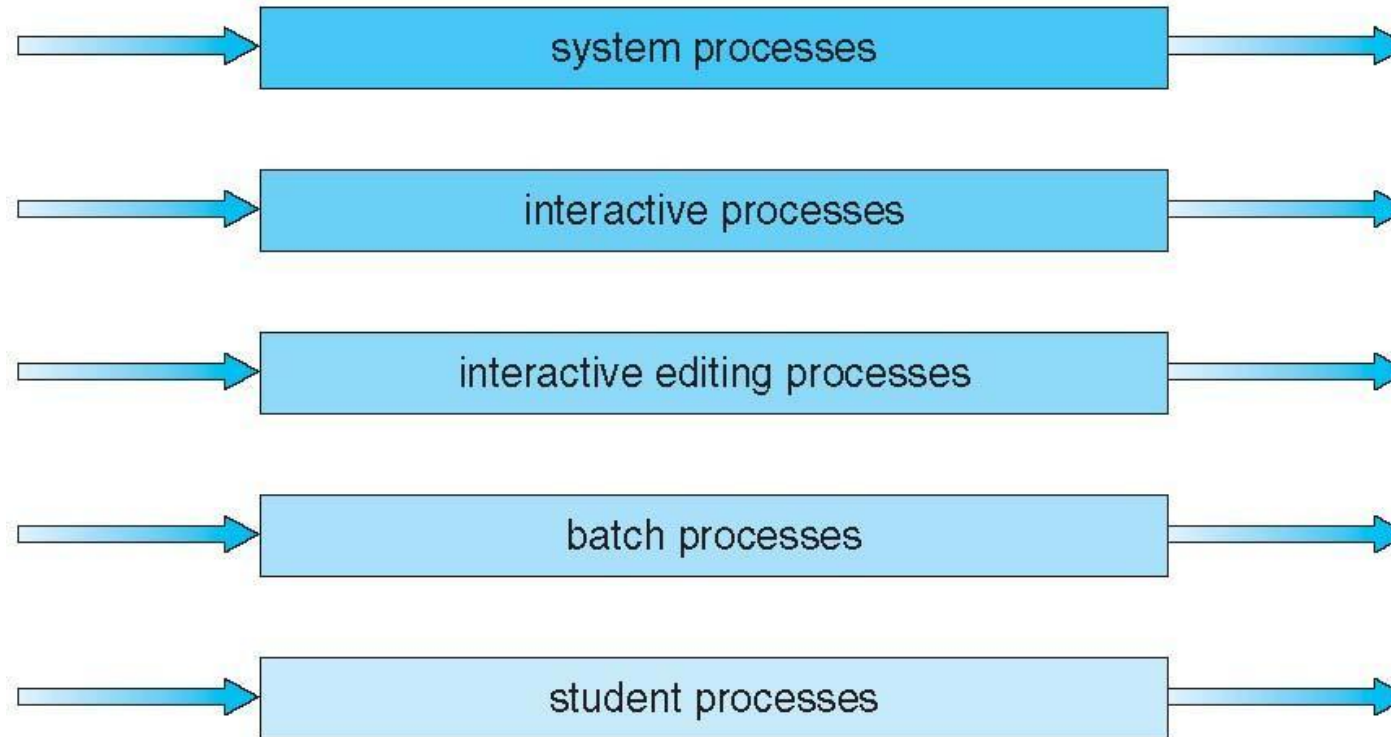 system processes
interactive processes
interactive editing processes
batch processes
student processes